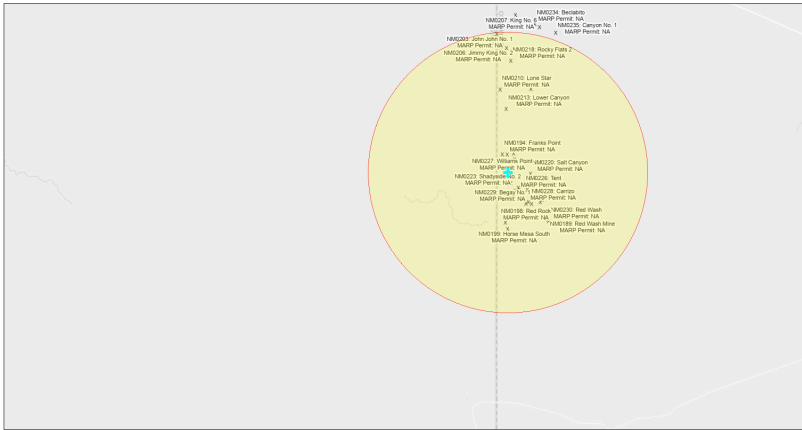 NM0234: Beclabito
MARP Permit: NA
NM0207: King No. 6
MARP Permit: NA
NM0235: Canyon No. 1
MARP Permit: NA
NM0203: John John No. 1
MARP Permit: NA
NM0206: Jimmy King No. 2
MARP Permit: NA
NM0218: Rocky Flats 2
MARP Permit: NA
NM0210: Lone Star
MARP Permit: NA
NM0213: Lower Canyon
MARP Permit: NA
NM0194: Franks Point
MARP Permit: NA
NM0227: Williams Point
MARP Permit: NA
NM0220: Salt Canyon
MARP Permit: NA
NM0223: Shadyside No. 2
MARP Permit: NA
NM0226: Tent
MARP Permit: NA
NM0229: Begay No. 1
MARP Permit: NA
NM0228: Carrizo
MARP Permit: NA
NM0198: Red Rock
MARP Permit: NA
NM0230: Red Wash
MARP Permit: NA
NM0189: Red Wash Mine
MARP Permit: NA
NM0199: Horse Mesa South
MARP Permit: NA